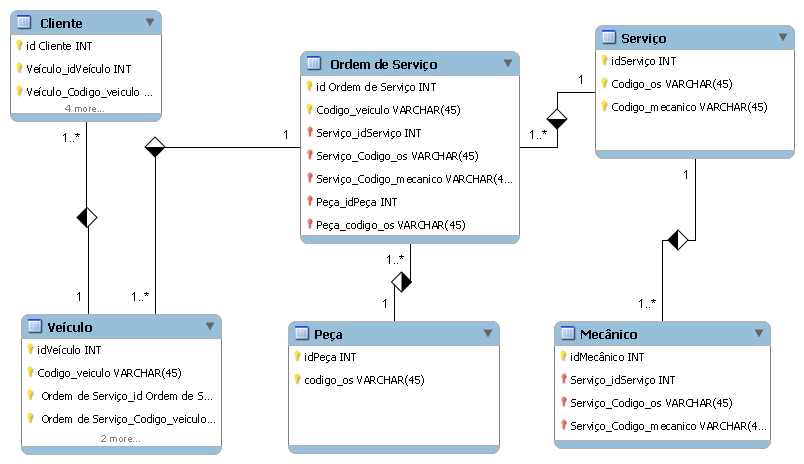 Cliente
id Cliente INT
Veículo_idVeículo INT
Veículo_Codigo_veiculo ...
4 more...
1..*
1
Ordem de Serviço
id Ordem de Serviço INT
Codigo_veiculo VARCHAR(45)
Serviço_idServiço INT
Serviço_Codigo_os VARCHAR(45)
Serviço_Codigo_mecanico VARCHAR(4...
Peça_idPeça INT
Peça_codigo_os VARCHAR(45)
1
1..*
1
1..*
Serviço
idServiço INT
Codigo_os VARCHAR(45)
Codigo_mecanico VARCHAR(45)
1
1..*
1..*
1
Veículo
idVeículo INT
Codigo_veiculo VARCHAR(45)
Ordem de Serviço_id Ordem de S...
Ordem de Serviço_Codigo_veiculo...
2 more...
Peça
idPeça INT
codigo_os VARCHAR(45)
Mecânico
idMecânico INT
Serviço_idServiço INT
Serviço_Codigo_os VARCHAR(45)
Serviço_Codigo_mecanico VARCHAR(4...